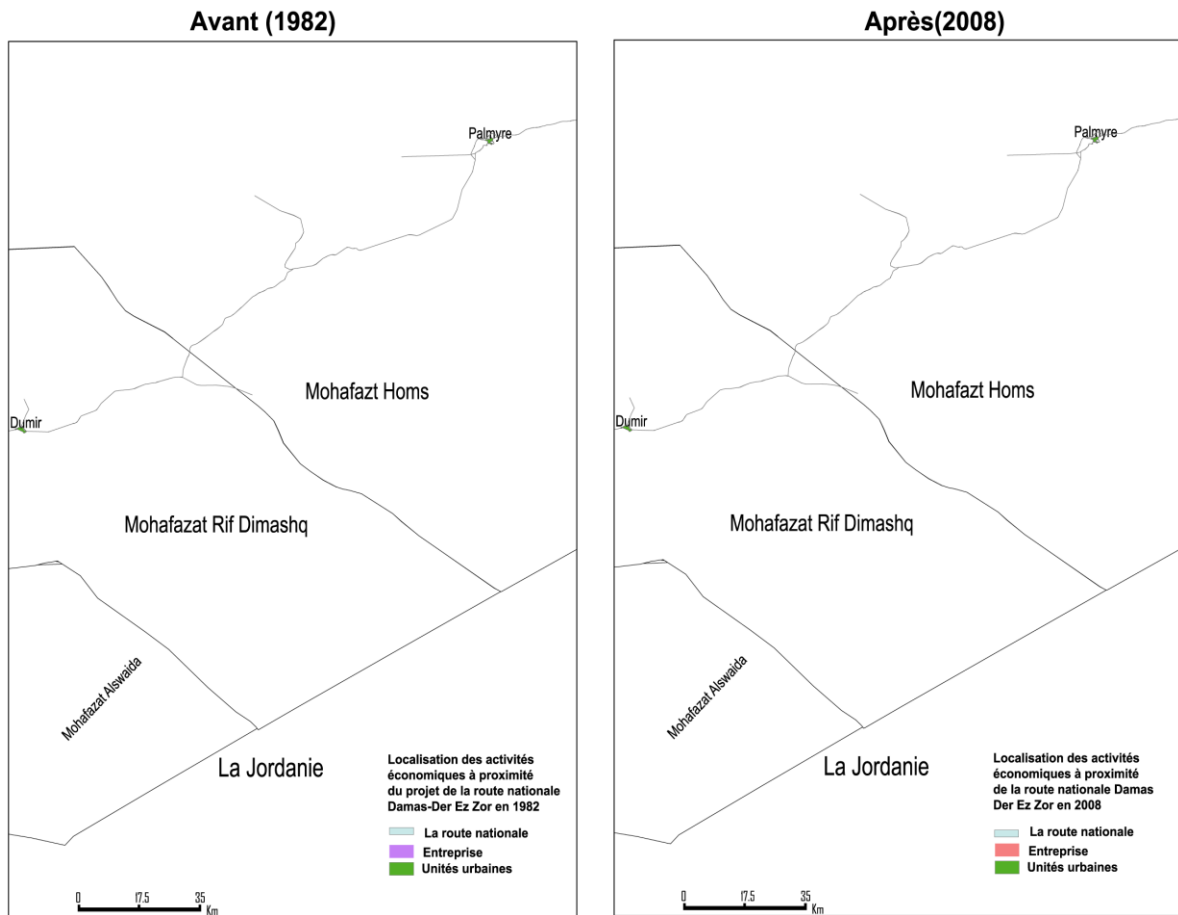 Avant (1982)
Palmyre
Mohafazt Homs
Dumir
Mohafazat Rif Dimashq
Mohafazat Alswaida
La Jordanie
Localisation des activités
économiques à proximité
du projet de la route nationale
Damas-Der Ez Zor en 1982
La route nationale
Entreprise
Unités urbaines
0 17.5 35
Km
Après(2008)
Palmyre
Mohafazt Homs
Dumir
Mohafazat Rif Dimashq
Mohafazat Alswaida
La Jordanie
Localisation des activités
économiques à proximité
de la route nationale Damas
Der Ez Zor en 2008
La route nationale
Entreprise
Unités urbaines
0 17.5 35
Km